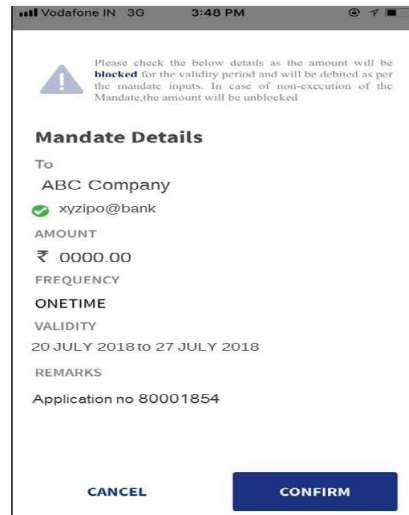 Vodafone IN 3G 3:48 PM
Please check the below details as the amount will be
blocked for the validity period and will be debited as per
the mandate inputs. In case of non-execution of the
Mandate,the amount will be unblocked
Mandate Details
To
ABC Company
xyzipo@bank
AMOUNT
₹ 0000.00
FREQUENCY
ONETIME
VALIDITY
20 JULY 2018 to 27 JULY 2018
REMARKS
Application no 80001854
CANCEL CONFIRM